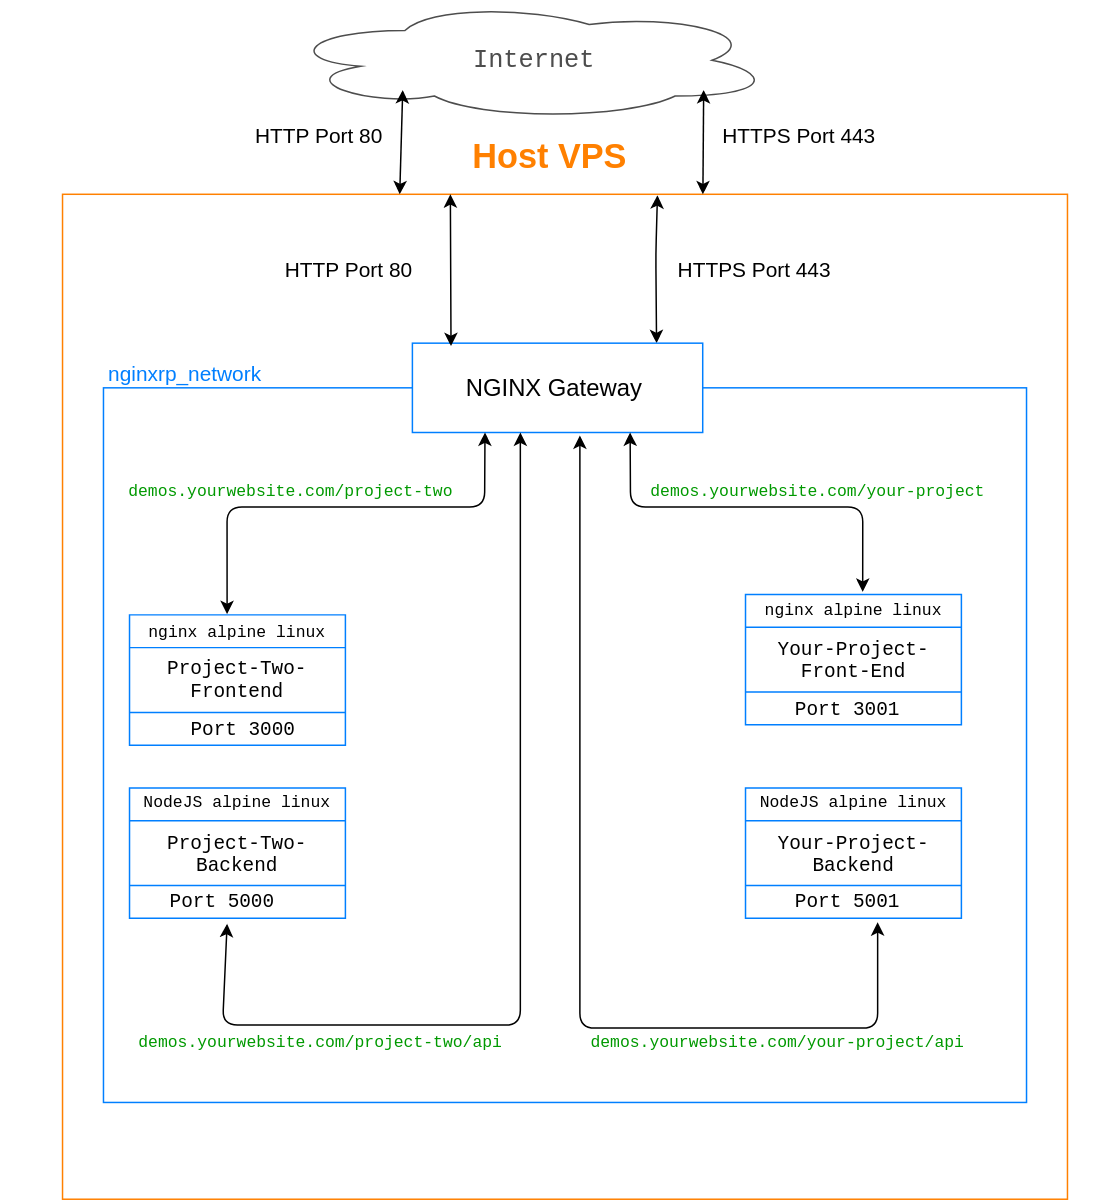 Internet
HTTP Port 80
HTTPS Port 443
Host VPS
HTTP Port 80
HTTPS Port 443
nginxrp_network
NGINX Gateway
demos.yourwebsite.com/project-two
demos.yourwebsite.com/your-project
nginx alpine linux
Project-Two-
Frontend
Port 3000
nginx alpine linux
Your-Project-
Front-End
Port 3001
NodeJS alpine linux
Project-Two-
Backend
Port 5000
NodeJS alpine linux
Your-Project-
Backend
Port 5001
demos.yourwebsite.com/project-two/api
demos.yourwebsite.com/your-project/api